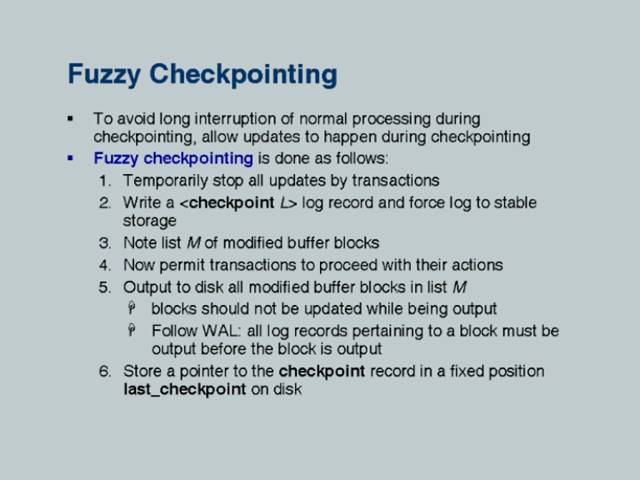 Fuzzy Checkpointing
▪ To avoid long interruption of normal processing during
checkpointing, allow updates to happen during checkpointing
▪ Fuzzy checkpointing is done as follows:
1. Temporarily stop all updates by transactions
2. Write a <checkpoint L> log record and force log to stable
storage
3. Note list M of modified buffer blocks
4. Now permit transactions to proceed with their actions
5. Output to disk all modified buffer blocks in list M
blocks should not be updated while being output
Follow WAL: all log records pertaining to a block must be
output before the block is output
6. Store a pointer to the checkpoint record in a fixed position
last_checkpoint on disk